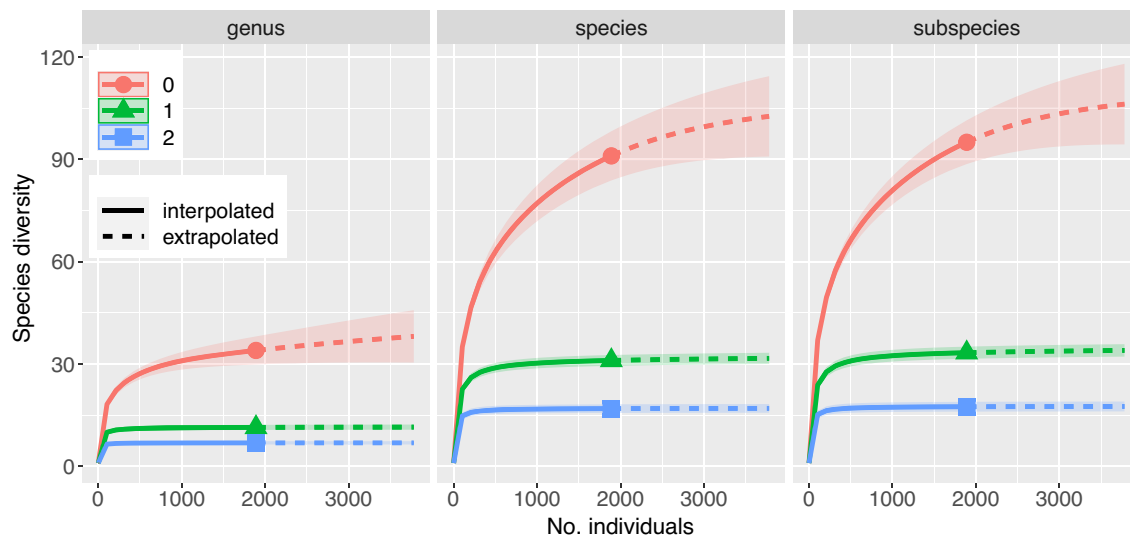 genus
species
subspecies
Species diversity
120
90
60
30
0
0
1
2
interpolated
extrapolated
0 1000 2000 3000
0 1000 2000 3000
0 1000 2000 3000
No. individuals